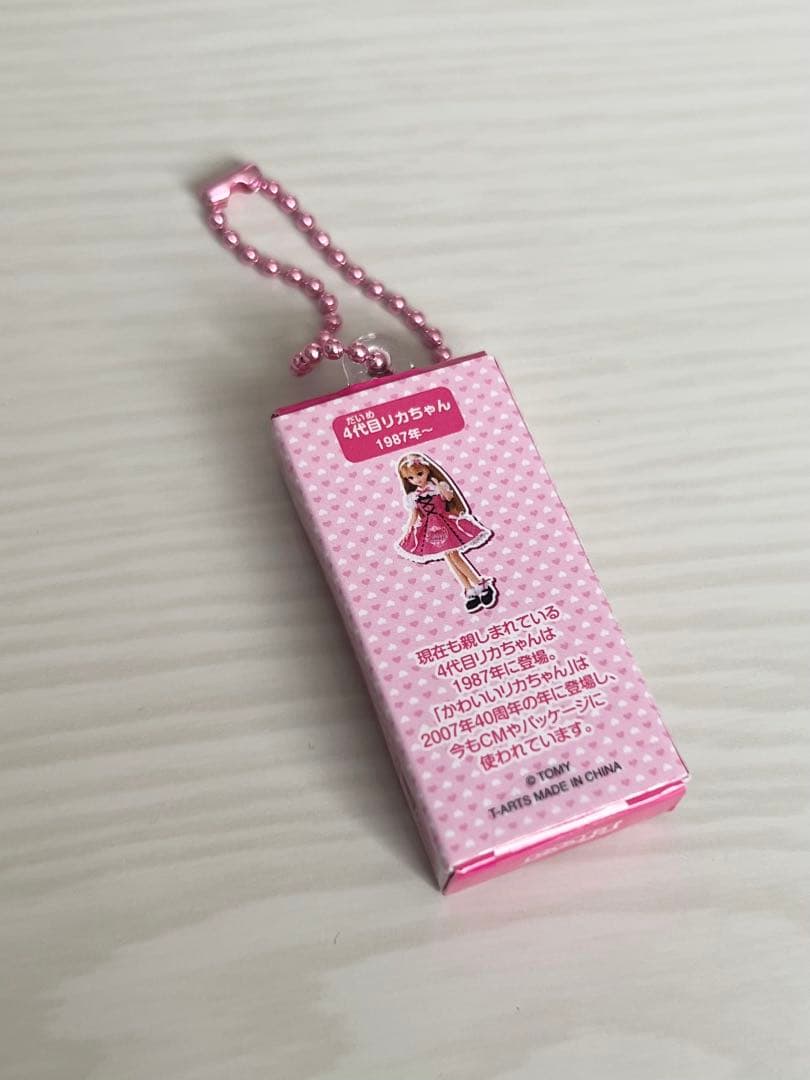 だいめ
4代目リカちゃん
1987年～
現在も親しまれている
4代目リカちゃんは
1987年に登場。
「かわいいリカちゃん」は
2007年40周年の年に登場し、
今もCMやパッケージに
使われています。
© TOMY
T-ARTS MADE IN CHINA